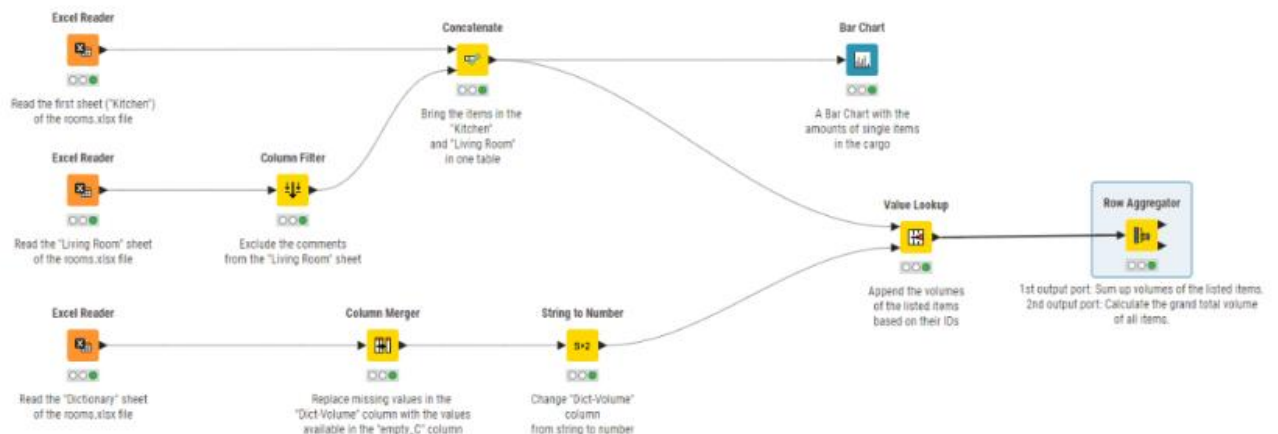 Excel Reader
Read the first sheet ("Kitchen")
of the rooms.xlsx file
Concatenate
Bring the items in the
"Kitchen"
and "Living Room"
in one table
Bar Chart
A Bar Chart with the
amounts of single items
in the cargo
Excel Reader
Read the "Living Room" sheet
of the rooms.xlsx file
Column Filter
Exclude the comments
from the "Living Room" sheet
Value Lookup
Append the volumes
of the listed items
based on their IDs
Row Aggregator
1st output port: Sum up volumes of the listed items.
2nd output port: Calculate the grand total volume
of all items.
Excel Reader
Read the "Dictionary" sheet
of the rooms.xlsx file
Column Merger
Replace missing values in the
"Dict-Volume" column with the values
available in the "empty_C" column
String to Number
S>2
Change "Dict-Volume"
column
from string to number